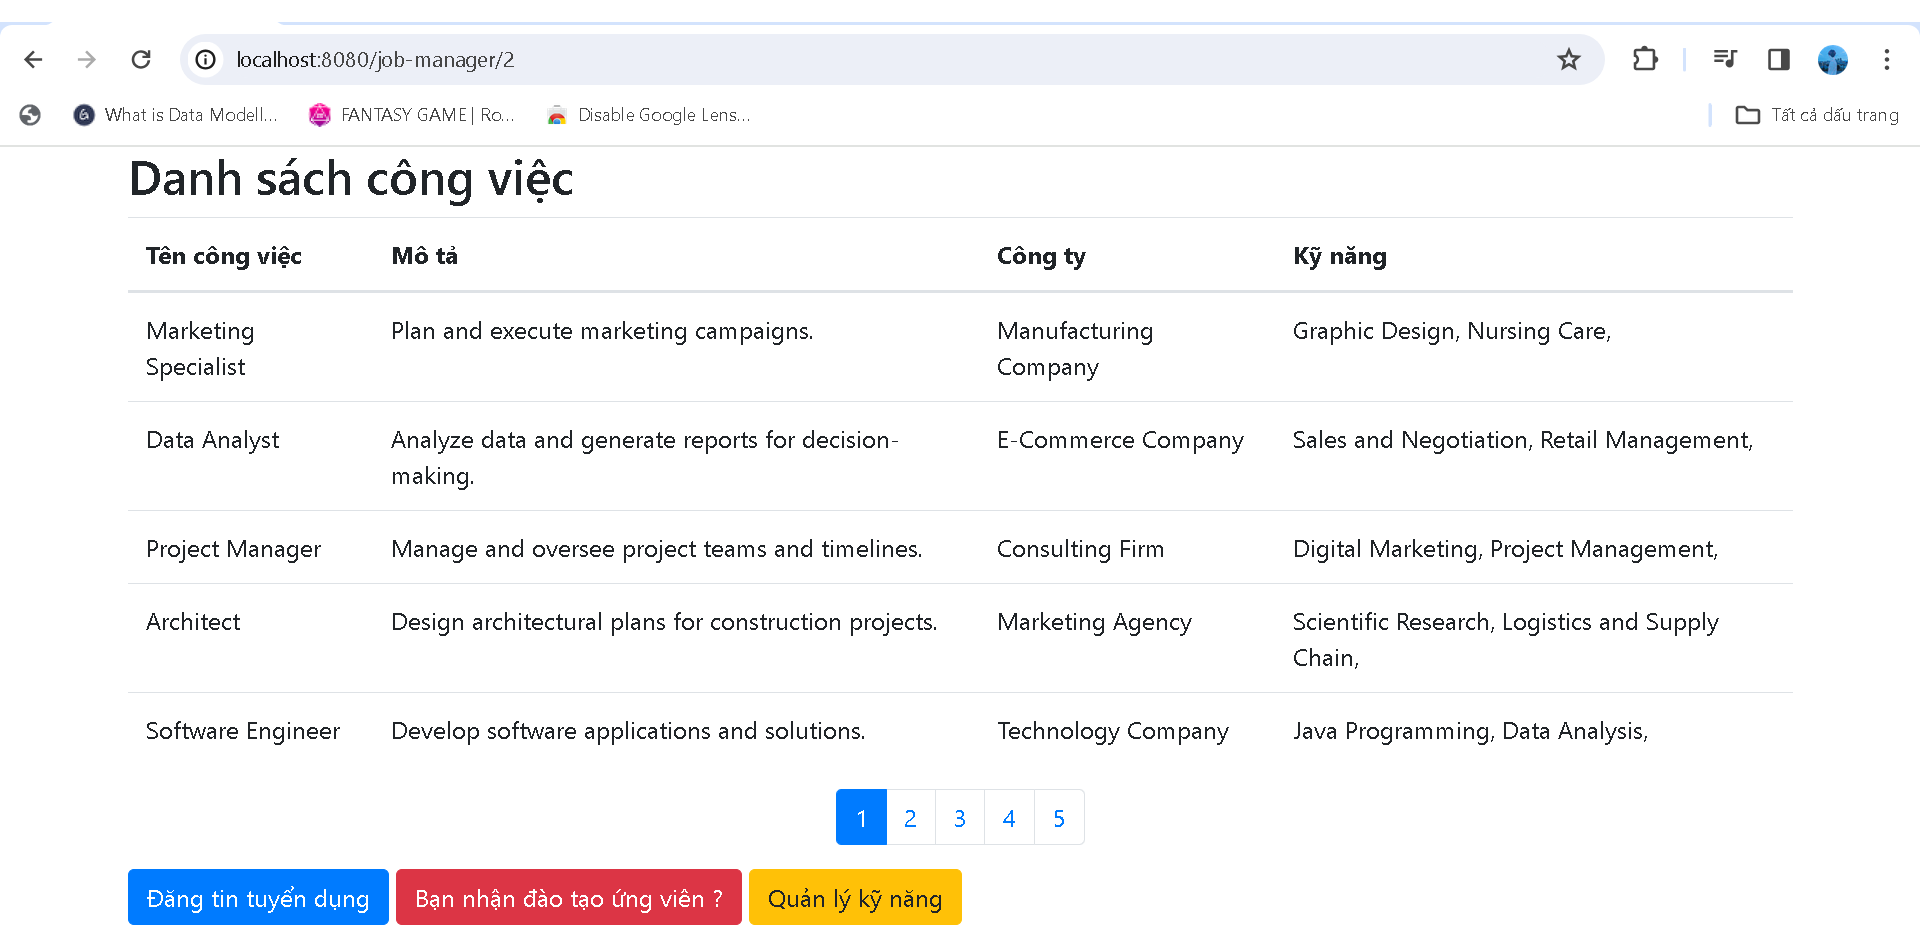 localhost:8080/job-manager/2
What is Data Modell... FANTASY GAME | Ro... Disable Google Lens... Tất cả dấu trang
Danh sách công việc
Tên công việc Mô tả Công ty Kỹ năng
Marketing Plan and execute marketing campaigns. Manufacturing Graphic Design, Nursing Care,
Specialist Company
Data Analyst Analyze data and generate reports for decision- E-Commerce Company Sales and Negotiation, Retail Management,
making.
Project Manager Manage and oversee project teams and timelines. Consulting Firm Digital Marketing, Project Management,
Architect Design architectural plans for construction projects. Marketing Agency Scientific Research, Logistics and Supply
Chain,
Software Engineer Develop software applications and solutions. Technology Company Java Programming, Data Analysis,
1 2 3 4 5
Đăng tin tuyển dụng Bạn nhận đào tạo ứng viên ? Quản lý kỹ năng